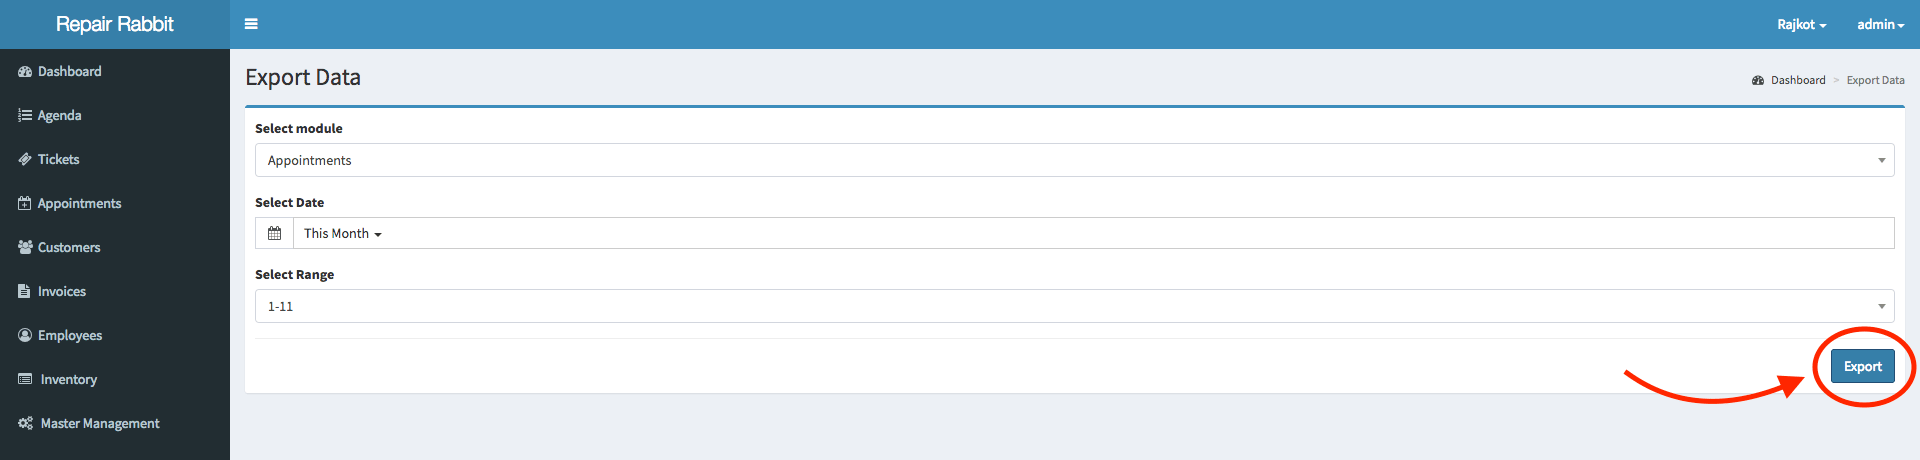 Repair Rabbit
Rajkot
admin
Dashboard
Agenda
Tickets
Appointments
Customers
Invoices
Employees
Inventory
Master Management
Export Data
Dashboard > Export Data
Select module
Appointments
Select Date
This Month
Select Range
1-11
Export